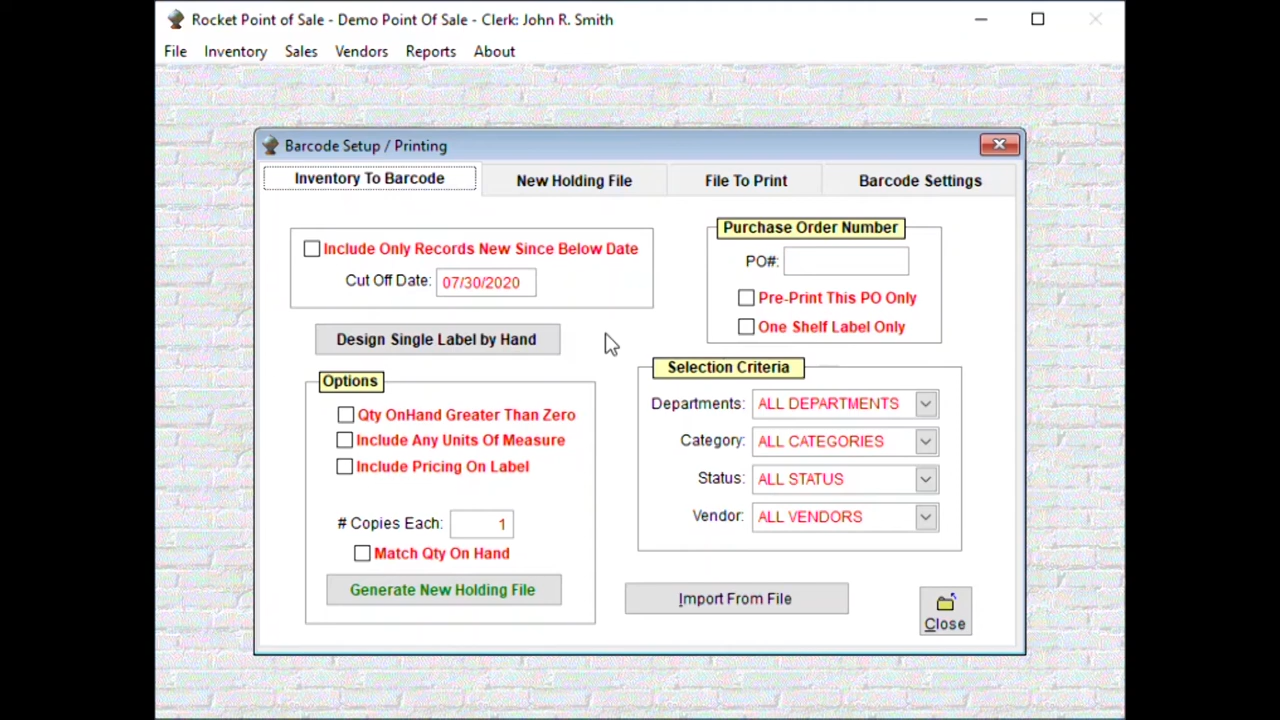 Rocket Point of Sale - Demo Point Of Sale - Clerk: John R. Smith
File Inventory Sales Vendors Reports About
Barcode Setup / Printing
Inventory To Barcode New Holding File File To Print Barcode Settings
Include Only Records New Since Below Date
Cut Off Date: 07/30/2020
Design Single Label by Hand
Purchase Order Number
PO#:
Pre-Print This PO Only
One Shelf Label Only
Options
Qty OnHand Greater Than Zero
Include Any Units Of Measure
Include Pricing On Label
# Copies Each: 1
Match Qty On Hand
Generate New Holding File
Selection Criteria
Departments: ALL DEPARTMENTS
Category: ALL CATEGORIES
Status: ALL STATUS
Vendor: ALL VENDORS
Import From File
Close